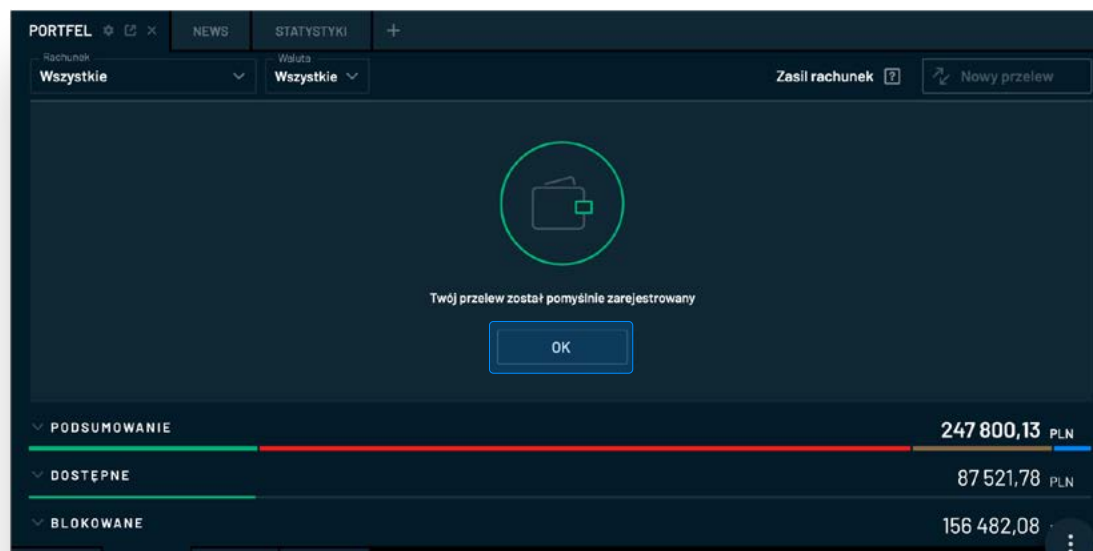 PORTFEL NEWS STATYSTYKI +
Rachunek Waluta
Wszystkie Wszystkie Zasil rachunek ? Nowy przelew
Twój przelew został pomyślnie zarejestrowany
OK
PODSUMOWANIE 247 800,13 PLN
DOSTĘPNE 87 521,78 PLN
BLOKOWANE 156 482,08